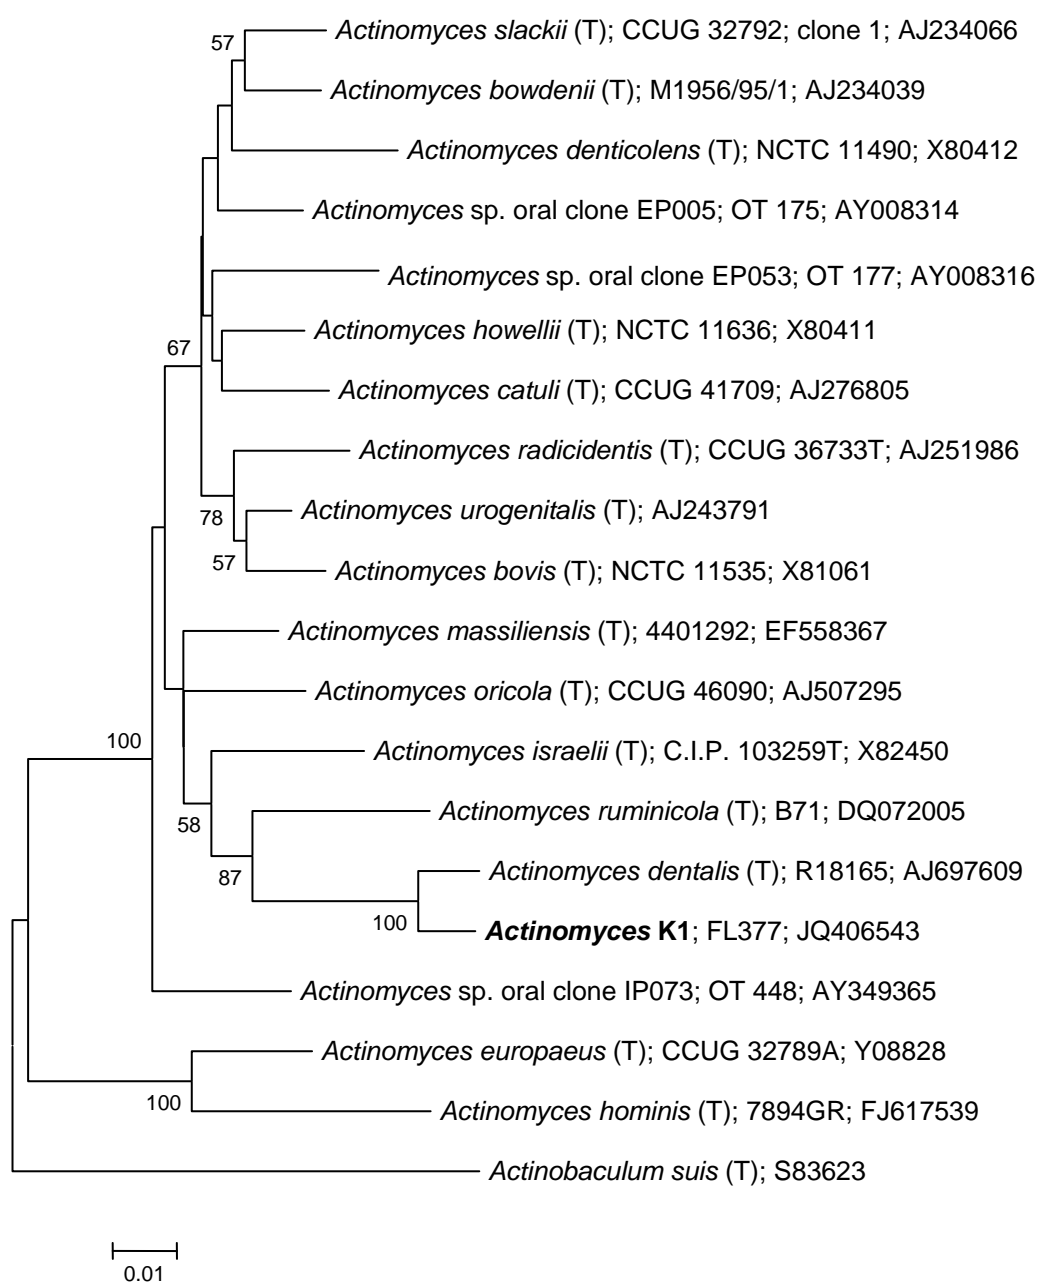 57
Actinomyces slackii (T); CCUG 32792; clone 1; AJ234066
Actinomyces bowdenii (T); M1956/95/1; AJ234039
Actinomyces denticolens (T); NCTC 11490; X80412
Actinomyces sp. oral clone EP005; OT 175; AY008314
Actinomyces sp. oral clone EP053; OT 177; AY008316
Actinomyces howellii (T); NCTC 11636; X80411
67
Actinomyces catuli (T); CCUG 41709; AJ276805
Actinomyces radicidentis (T); CCUG 36733T; AJ251986
78
Actinomyces urogenitalis (T); AJ243791
57
Actinomyces bovis (T); NCTC 11535; X81061
Actinomyces massiliensis (T); 4401292; EF558367
Actinomyces oricola (T); CCUG 46090; AJ507295
100
Actinomyces israelii (T); C.I.P. 103259T; X82450
Actinomyces ruminicola (T); B71; DQ072005
58
87
Actinomyces dentalis (T); R18165; AJ697609
100
Actinomyces K1; FL377; JQ406543
Actinomyces sp. oral clone IP073; OT 448; AY349365
Actinomyces europaeus (T); CCUG 32789A; Y08828
100
Actinomyces hominis (T); 7894GR; FJ617539
Actinobaculum suis (T); S83623
0.01